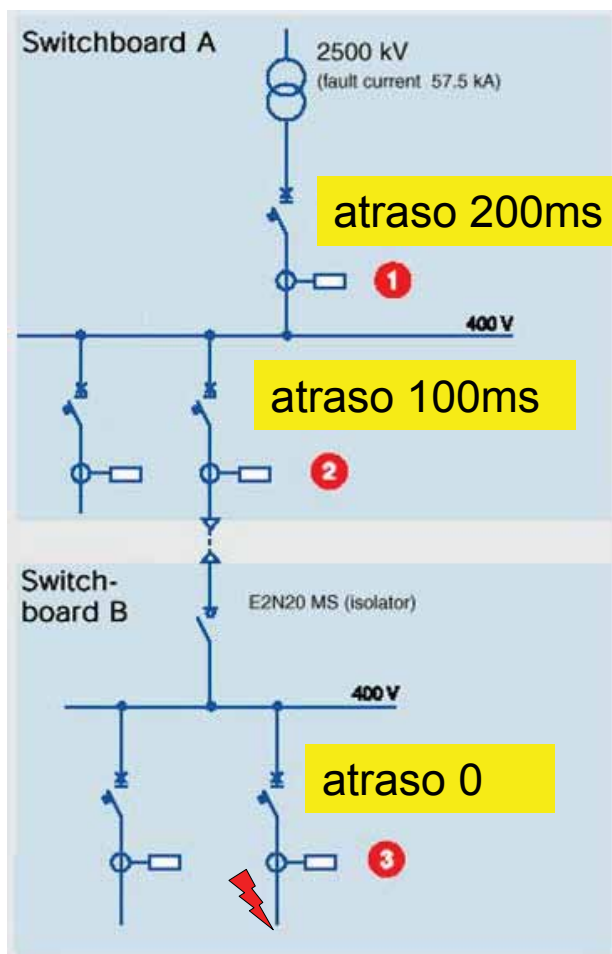 Switchboard A
2500 kV
(fault current 57.5 kA)
atraso 200ms
1
400 V
atraso 100ms
2
Switch-
board B
E2N20 MS (isolator)
400 V
atraso 0
3